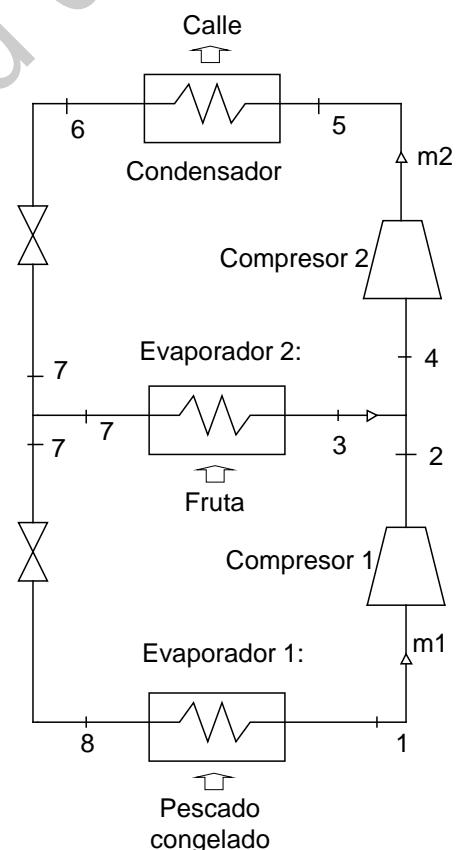 Calle
6
5
Condensador
m2
Compresor 2
4
Evaporador 2:
7
7
3
7
2
Fruta
Compresor 1
m1
Evaporador 1:
8
1
Pescado
congelado